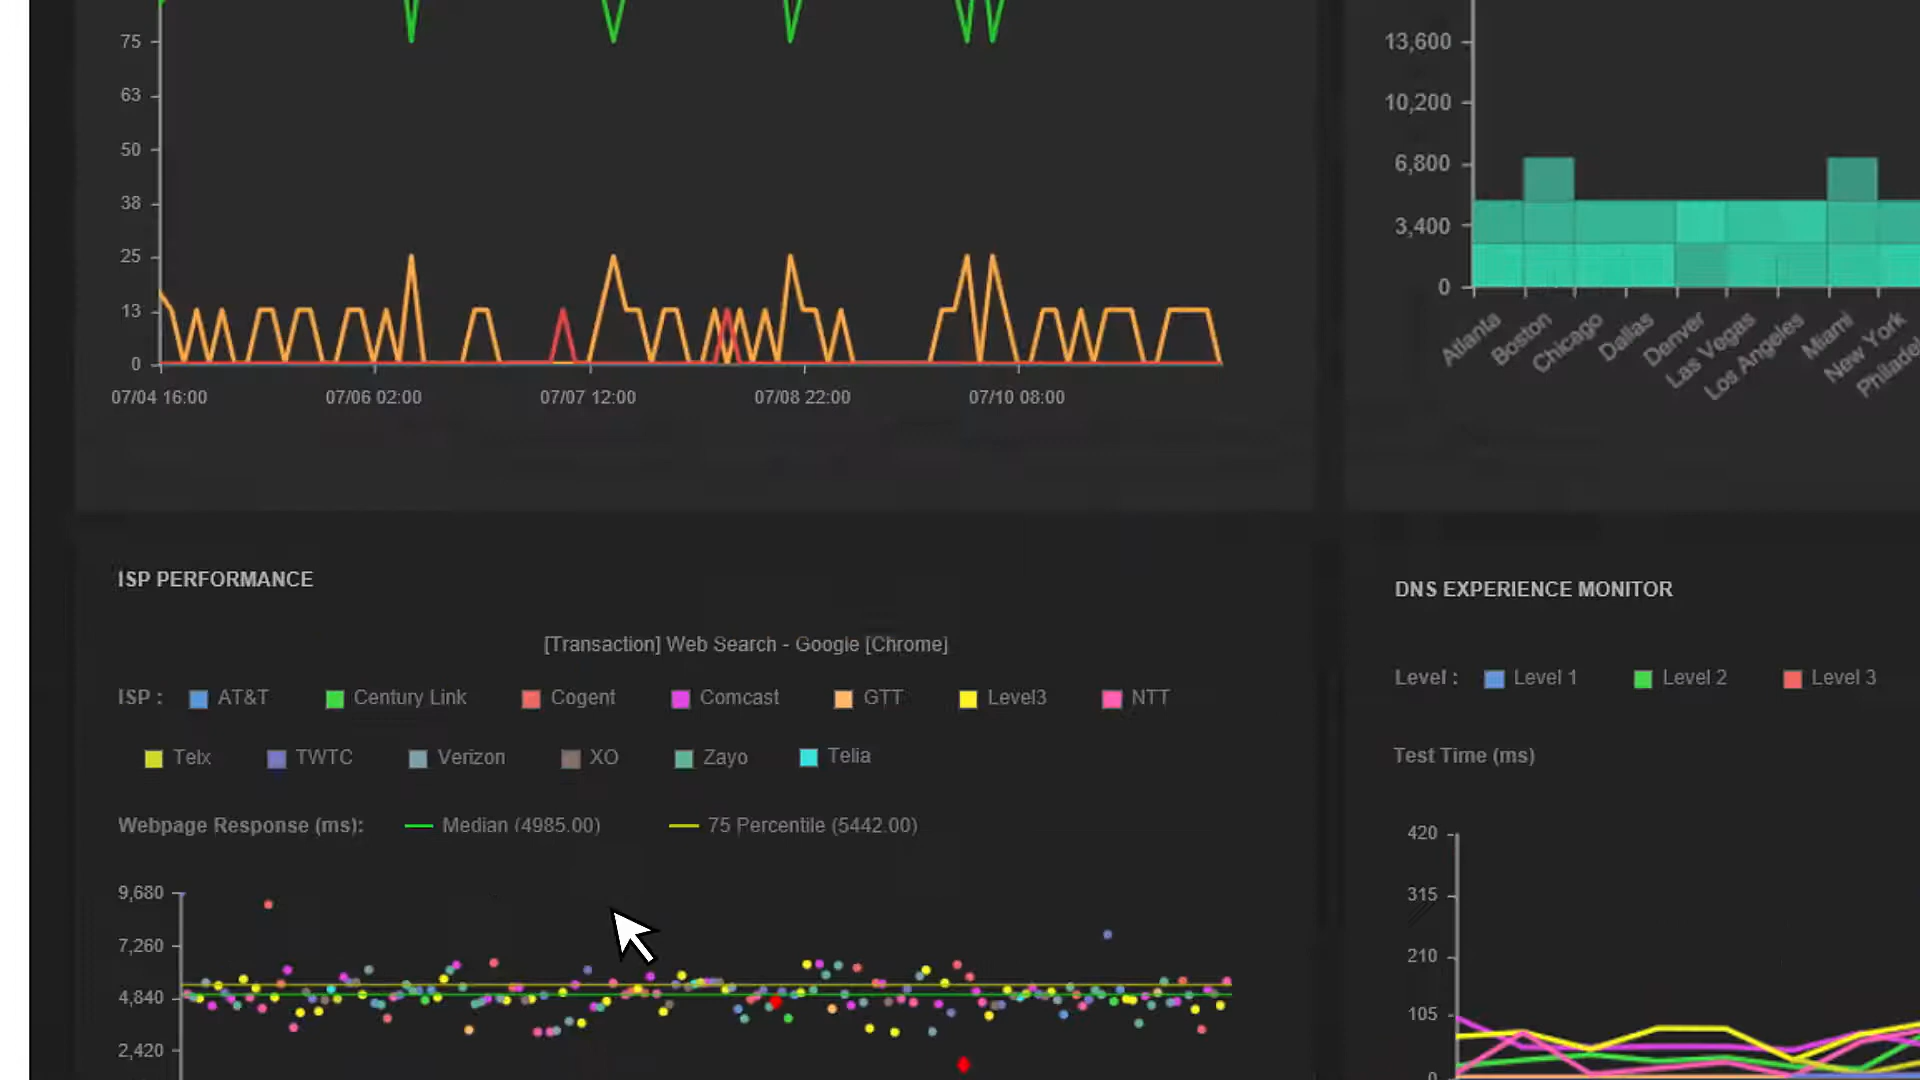 75
63
50
38
25
13
0
07/04 16:00 07/06 02:00 07/07 12:00 07/08 22:00 07/10 08:00
13,600
10,200
6,800
3,400
0
Atlanta Boston Chicago Dallas Denver Las Vegas Los Angeles Miami New York Philadel
ISP PERFORMANCE
[Transaction] Web Search - Google [Chrome]
ISP : AT&T Century Link Cogent Comcast GTT Level3 NTT
Telx TWTC Verizon XO Zayo Telia
Webpage Response (ms): Median (4985.00) 75 Percentile (5442.00)
9,680
7,260
4,840
2,420
DNS EXPERIENCE MONITOR
Level : Level 1 Level 2 Level 3
Test Time (ms)
420
315
210
105
0